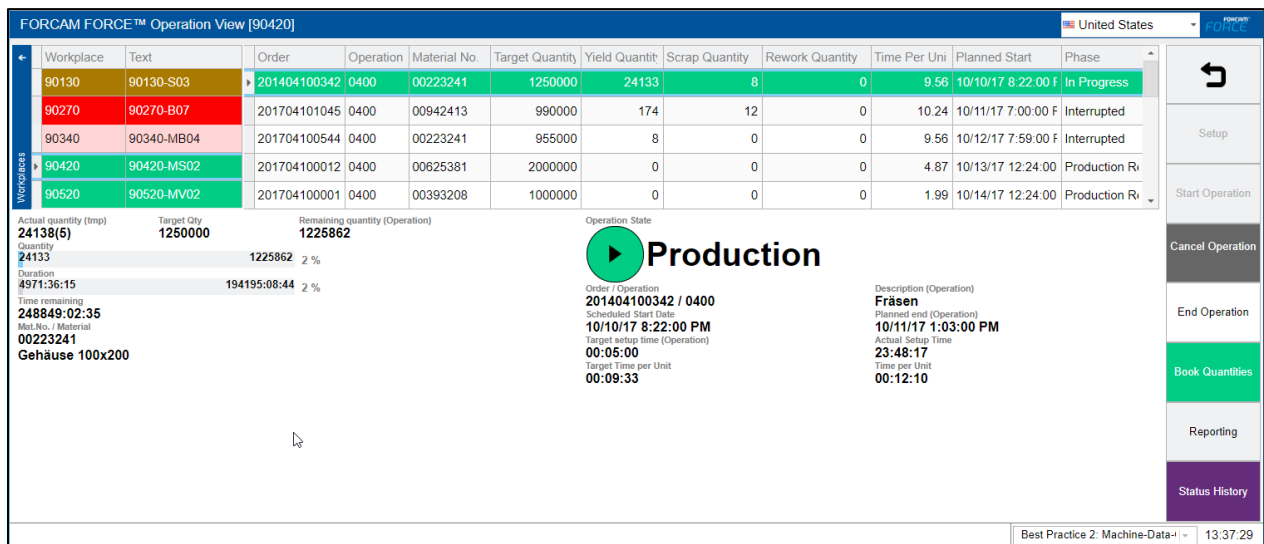 FORCAM FORCE™ Operation View [90420] United States FORCAM FORCE
Workplace Text Order Operation Material No. Target Quantity Yield Quantit Scrap Quantity Rework Quantity Time Per Uni Planned Start Phase
90130 90130-S03 201404100342 0400 00223241 1250000 24133 8 0 9.56 10/10/17 8:22:00 F In Progress
90270 90270-B07 201704101045 0400 00942413 990000 174 12 0 10.24 10/11/17 7:00:00 F Interrupted
90340 90340-MB04 201704100544 0400 00223241 955000 8 0 0 9.56 10/12/17 7:59:00 F Interrupted
90420 90420-MS02 201704100012 0400 00625381 2000000 0 0 0 4.87 10/13/17 12:24:00 Production R
90520 90520-MV02 201704100001 0400 00393208 1000000 0 0 0 1.99 10/14/17 12:24:00 Production R
Workplaces
Setup
Start Operation
Cancel Operation
End Operation
Book Quantities
Reporting
Status History
Actual quantity (tmp) Target Qty Remaining quantity (Operation)
24138(5) 1250000 1225862
Quantity
24133 1225862 2 %
Duration
4971:36:15 194195:08:44 2 %
Time remaining
248849:02:35
Mat.No. / Material
00223241
Gehäuse 100x200
Operation State
Production
Order / Operation Description (Operation)
201404100342 / 0400 Fräsen
Scheduled Start Date Planned end (Operation)
10/10/17 8:22:00 PM 10/11/17 1:03:00 PM
Target setup time (Operation) Actual Setup Time
00:05:00 23:48:17
Target Time per Unit Time per Unit
00:09:33 00:12:10
Best Practice 2: Machine-Data- 13:37:29